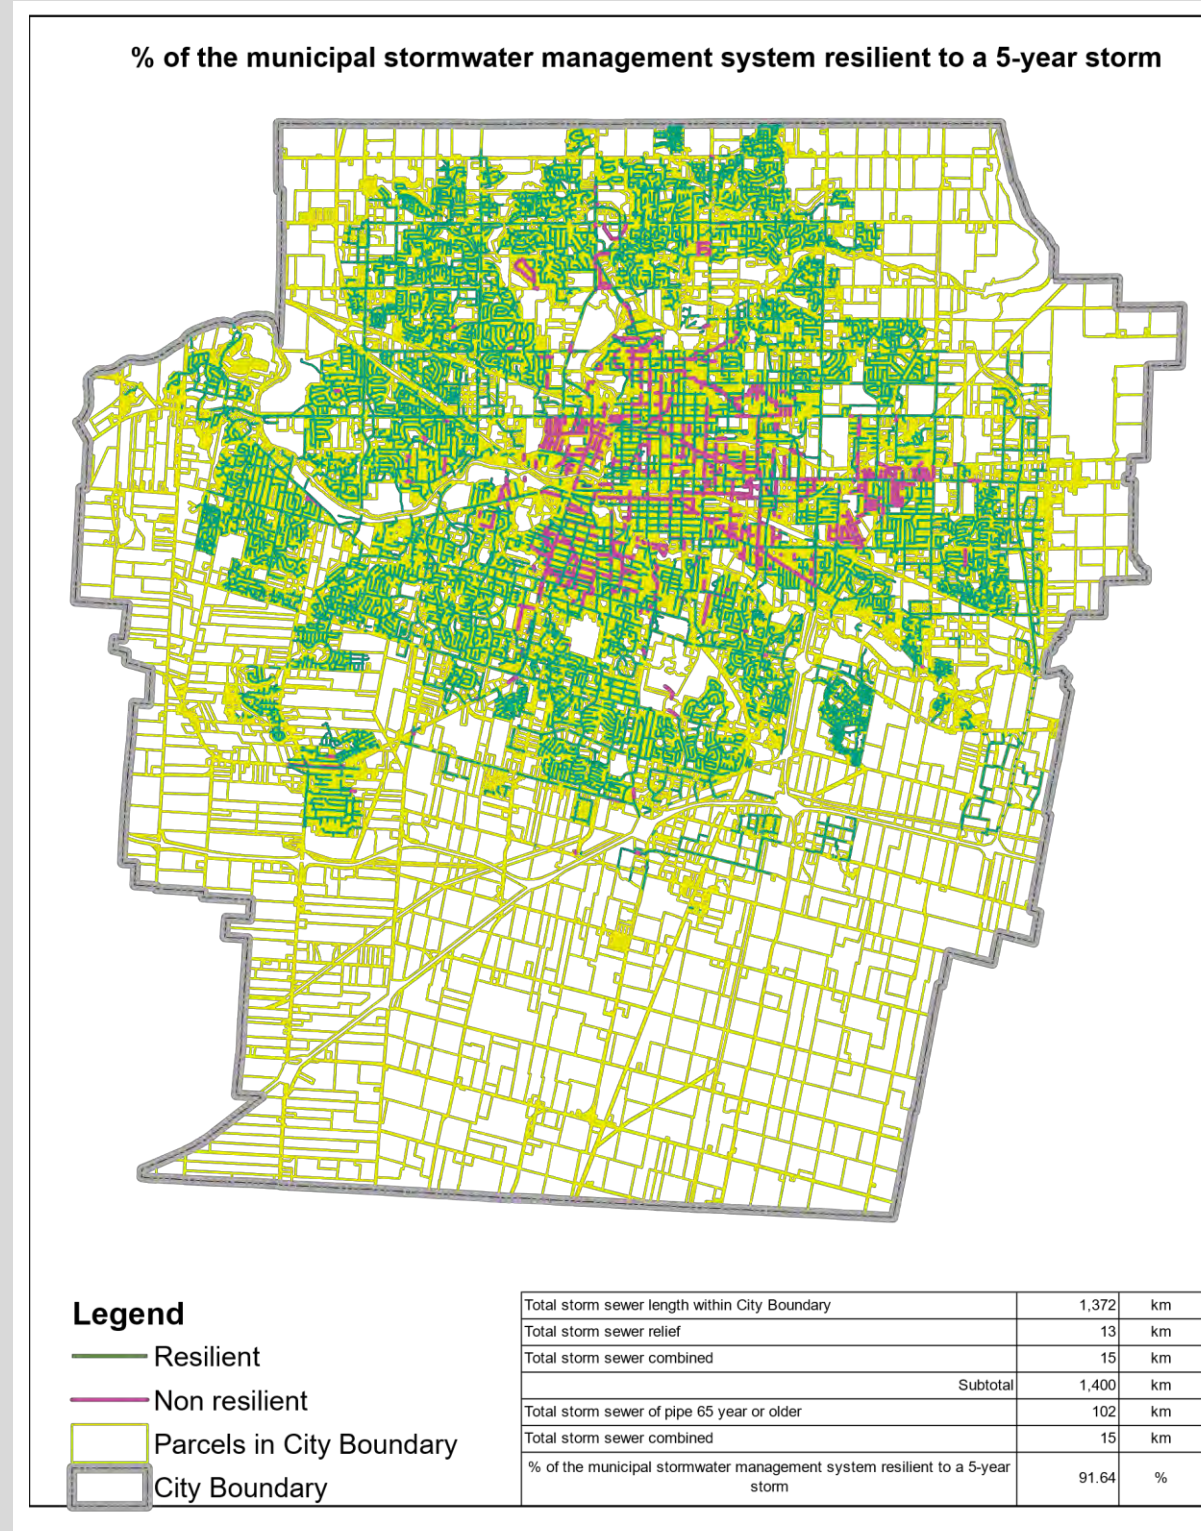 % of the municipal stormwater management system resilient to a 5-year storm
Legend
Resilient
Non resilient
Parcels in City Boundary
City Boundary
Total storm sewer length within City Boundary 1,372 km
Total storm sewer relief 13 km
Total storm sewer combined 15 km
Subtotal 1,400 km
Total storm sewer of pipe 65 year or older 102 km
Total storm sewer combined 15 km
% of the municipal stormwater management system resilient to a 5-year
storm 91.64 %